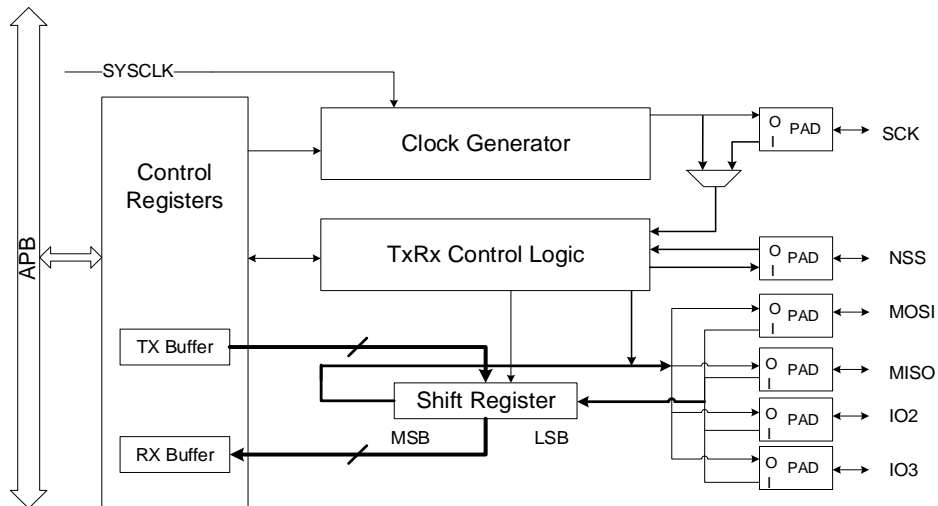 SYSCLK
APB
Control
Registers
Clock Generator
TxRx Control Logic
TX Buffer
RX Buffer
Shift Register
MSB
LSB
O
I
PAD
SCK
O
I
PAD
NSS
O
I
PAD
MOSI
O
I
PAD
MISO
O
I
PAD
IO2
O
I
PAD
IO3